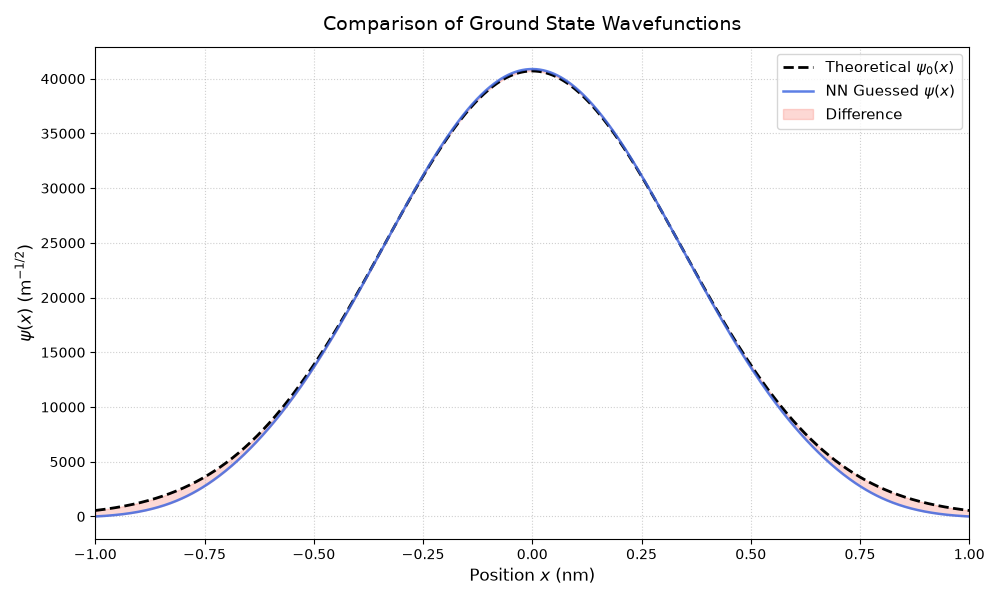 Comparison of Ground State Wavefunctions
Theoretical ψ₀(x)
NN Guessed ψ(x)
Difference
40000
35000
30000
25000
20000
15000
10000
5000
0
ψ(x) (m⁻¹/²)
−1.00 −0.75 −0.50 −0.25 0.00 0.25 0.50 0.75 1.00
Position x (nm)